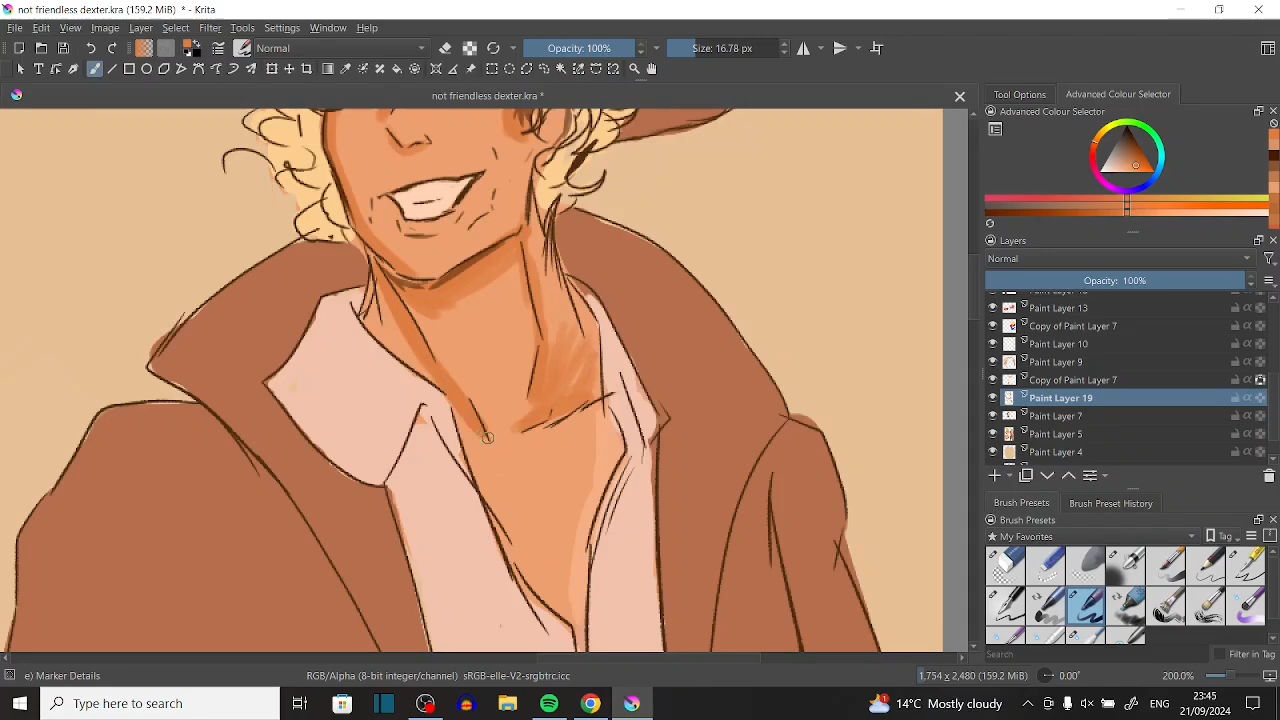 not friendless dexter.kra (159.2 MiB) * - Krita
File Edit View Image Layer Select Filter Tools Settings Window Help
Normal Opacity: 100% Size: 16.78 px
not friendless dexter.kra *
Tool Options Advanced Colour Selector
Advanced Colour Selector
Layers
Normal
Opacity: 100%
Paint Layer 13
Copy of Paint Layer 7
Paint Layer 10
Paint Layer 9
Copy of Paint Layer 7
Paint Layer 19
Paint Layer 7
Paint Layer 5
Paint Layer 4
Brush Presets Brush Preset History
Brush Presets
My Favorites Tag
Search Filter in Tag
e) Marker Details RGB/Alpha (8-bit integer/channel) sRGB-elle-V2-srgbtrc.icc 1,754 x 2,480 (159.2 MiB) 0.00° 200.0%
Type here to search 14°C Mostly cloudy ENG 23:45
21/09/2024